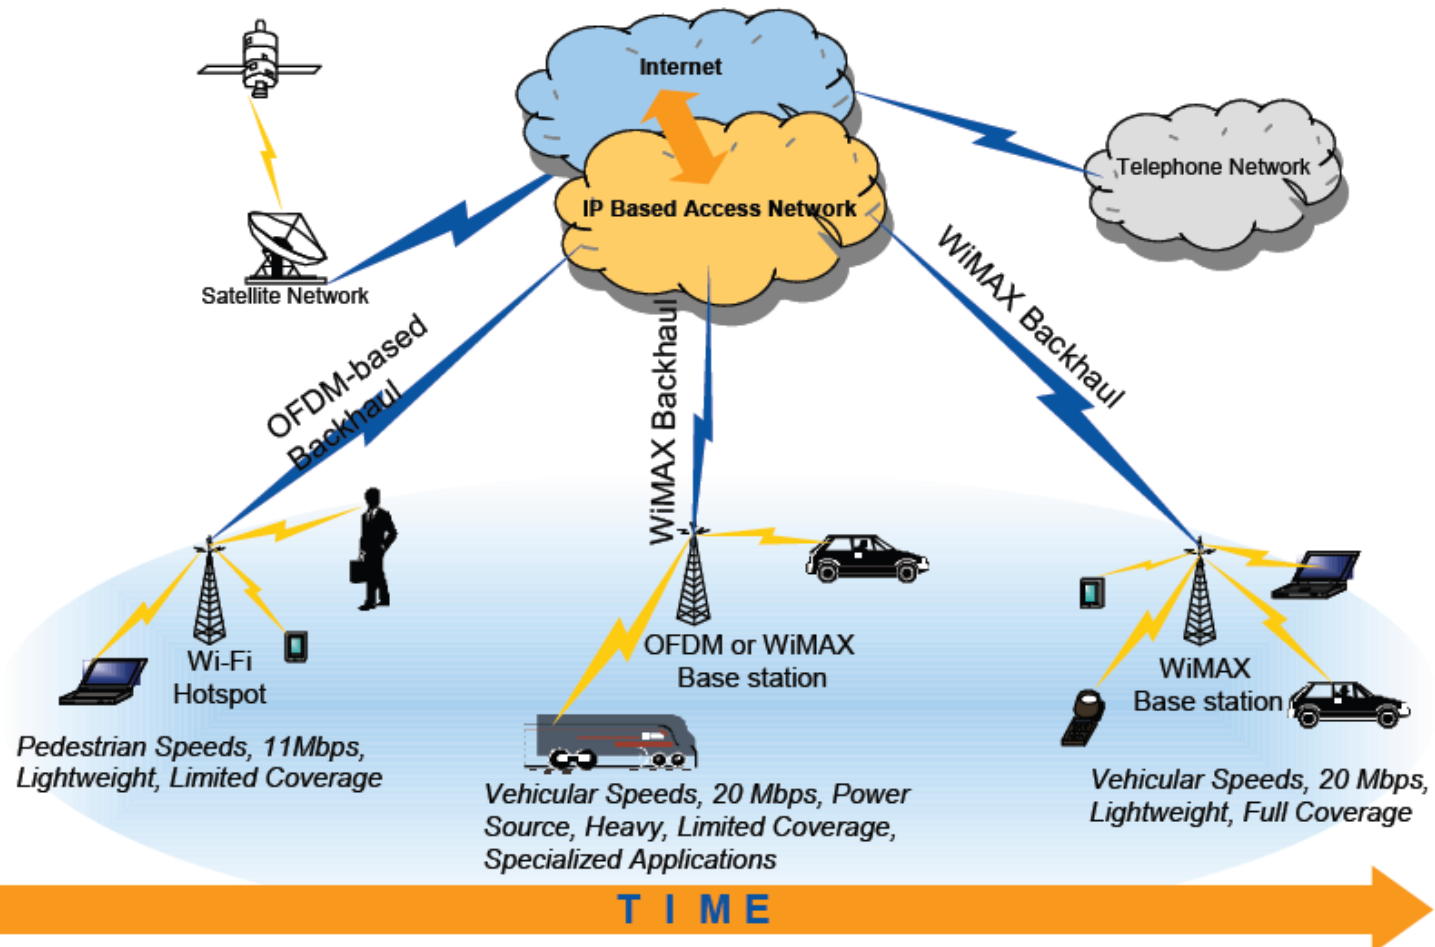 Internet
Telephone Network
IP Based Access Network
Satellite Network
OFDM-based
Backhaul
WiMAX Backhaul
WiMAX Backhaul
Wi-Fi
Hotspot
OFDM or WiMAX
Base station
WiMAX
Base station
Pedestrian Speeds, 11Mbps,
Lightweight, Limited Coverage
Vehicular Speeds, 20 Mbps, Power
Source, Heavy, Limited Coverage,
Specialized Applications
Vehicular Speeds, 20 Mbps,
Lightweight, Full Coverage
TIME